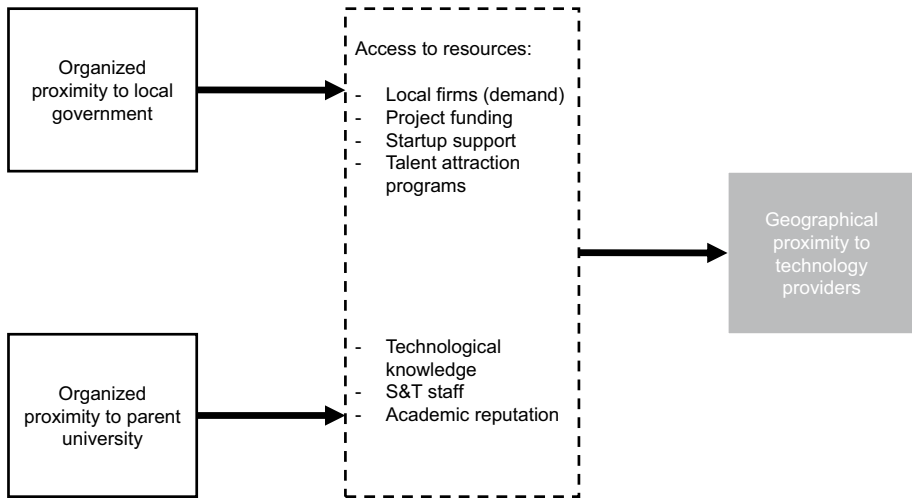 Organized
proximity to local
government
Access to resources:
- Local firms (demand)
- Project funding
- Startup support
- Talent attraction
programs
Geographical
proximity to
technology
providers
Organized
proximity to parent
university
- Technological
knowledge
- S&T staff
- Academic reputation